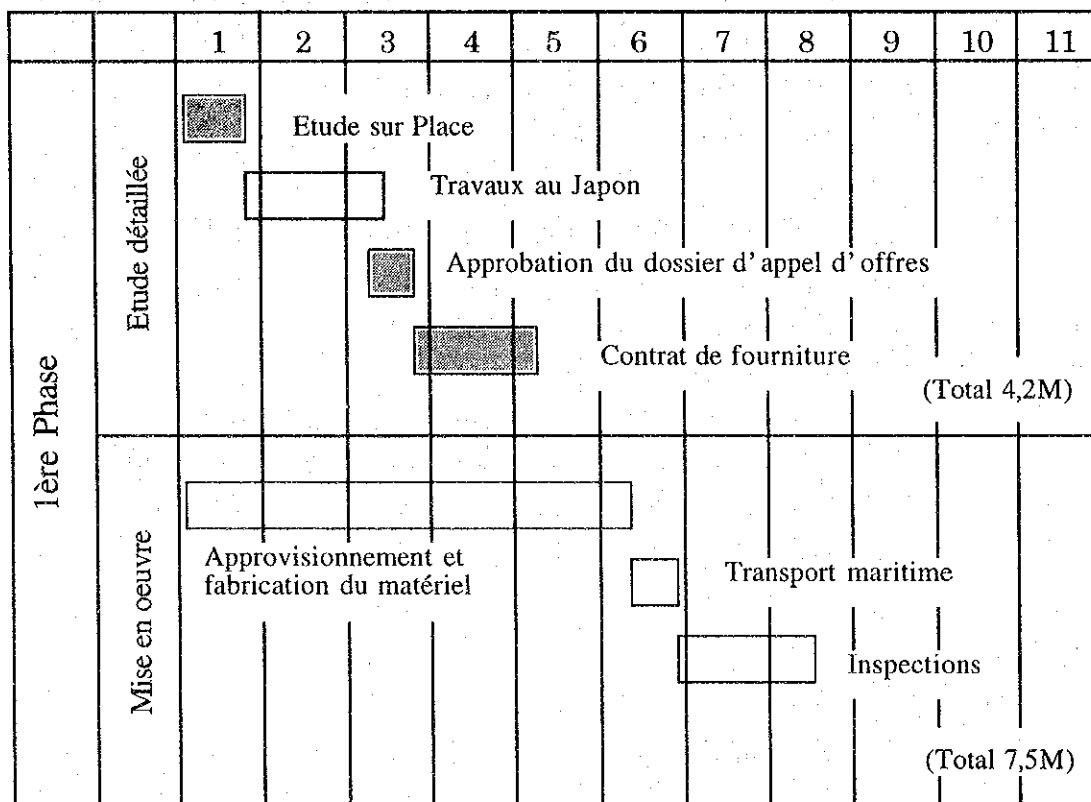 1 2 3 4 5 6 7 8 9 10 11
1ère Phase
Etude détaillée
Etude sur Place
Travaux au Japon
Approbation du dossier d'appel d'offres
Contrat de fourniture
(Total 4,2M)
Mise en oeuvre
Approvisionnement et
fabrication du matériel
Transport maritime
Inspections
(Total 7,5M)